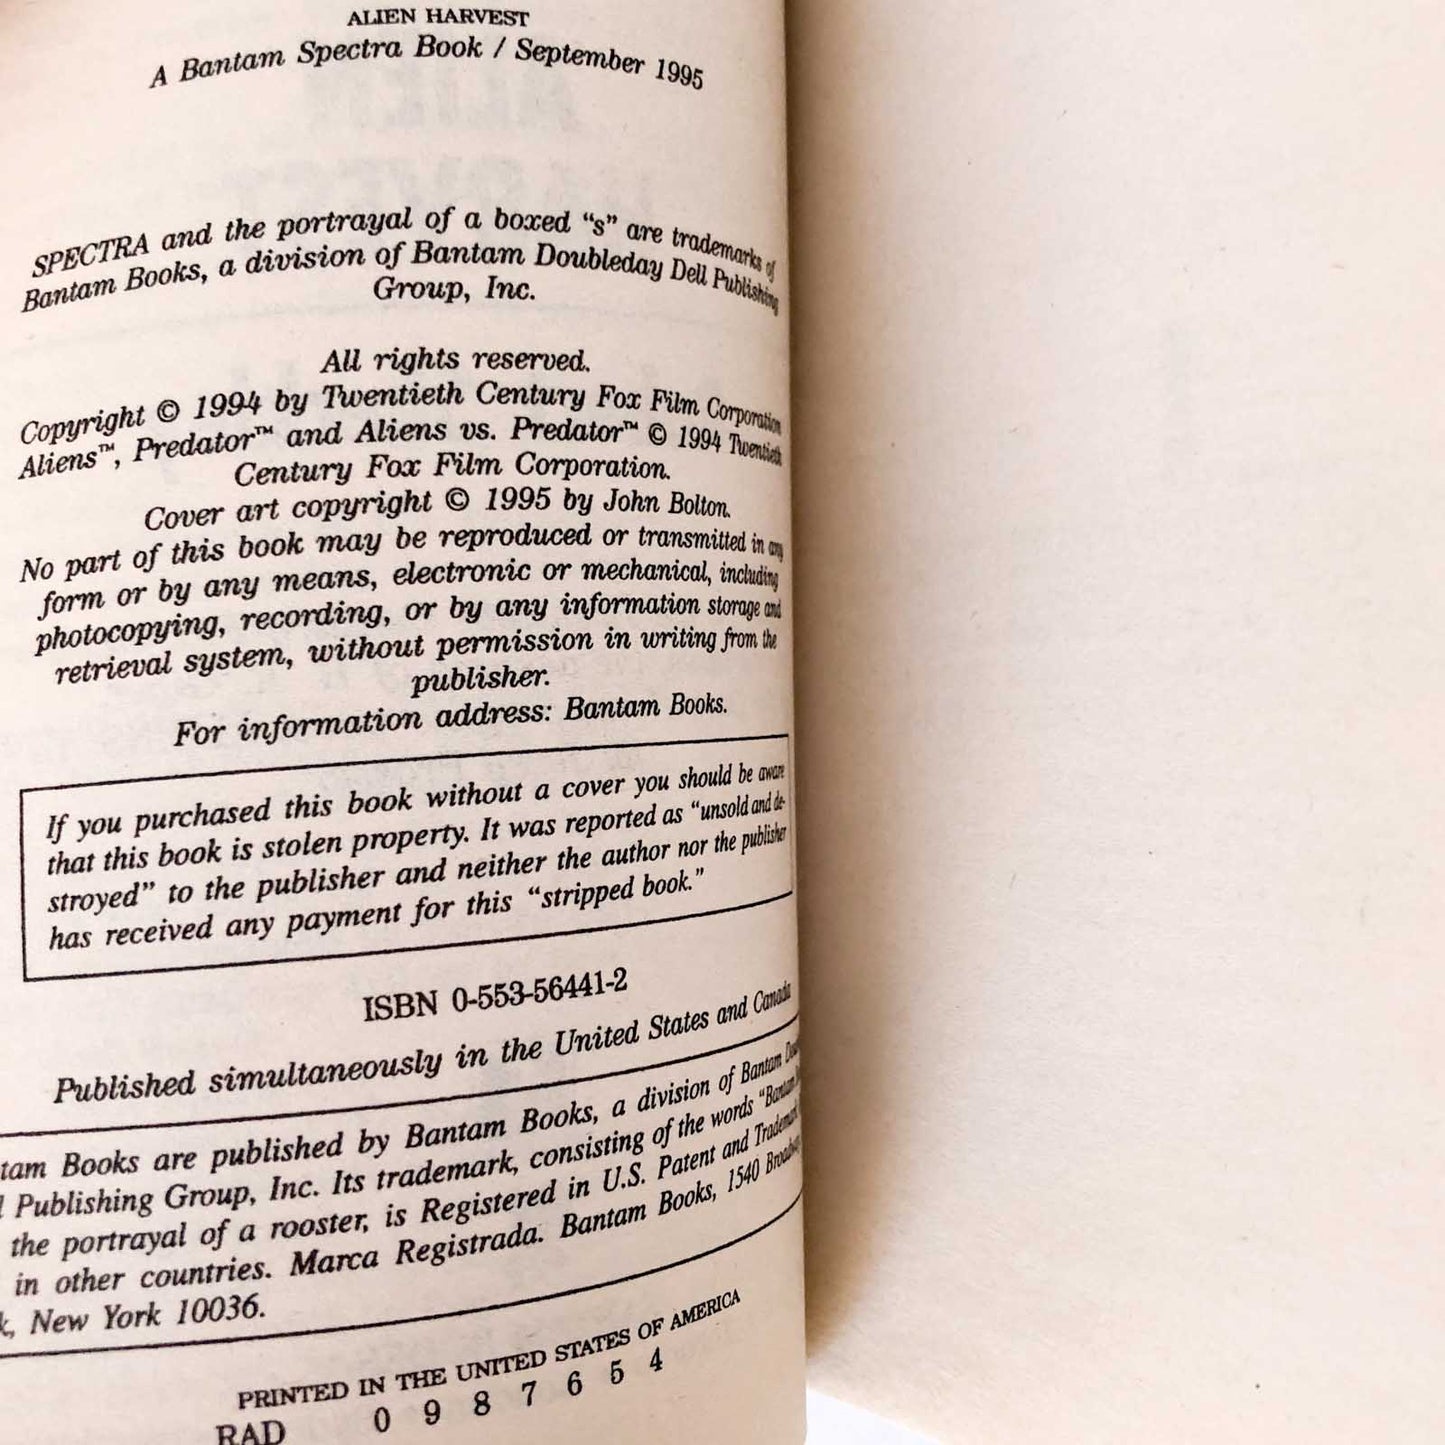 ALIEN HARVEST
A Bantam Spectra Book / September 1995
SPECTRA and the portrayal of a boxed “s” are trademarks of
Bantam Books, a division of Bantam Doubleday Dell Publishing
Group, Inc.
All rights reserved.
Copyright © 1994 by Twentieth Century Fox Film Corporation
Aliens™, Predator™ and Aliens vs. Predator™ © 1994 Twentieth
Century Fox Film Corporation.
Cover art copyright © 1995 by John Bolton.
No part of this book may be reproduced or transmitted in any
form or by any means, electronic or mechanical, including
photocopying, recording, or by any information storage and
retrieval system, without permission in writing from the
publisher.
For information address: Bantam Books.
If you purchased this book without a cover you should be aware
that this book is stolen property. It was reported as “unsold and de-
stroyed” to the publisher and neither the author nor the publisher
has received any payment for this “stripped book.”
ISBN 0-553-56441-2
Published simultaneously in the United States and Canada
tam Books are published by Bantam Books, a division of Bantam
Publishing Group, Inc. Its trademark, consisting of the words “Bantam
the portrayal of a rooster, is Registered in U.S. Patent and Trademark
in other countries. Marca Registrada. Bantam Books, 1540 Broadway,
k, New York 10036.
PRINTED IN THE UNITED STATES OF AMERICA
RAD 0 9 8 7 6 5 4